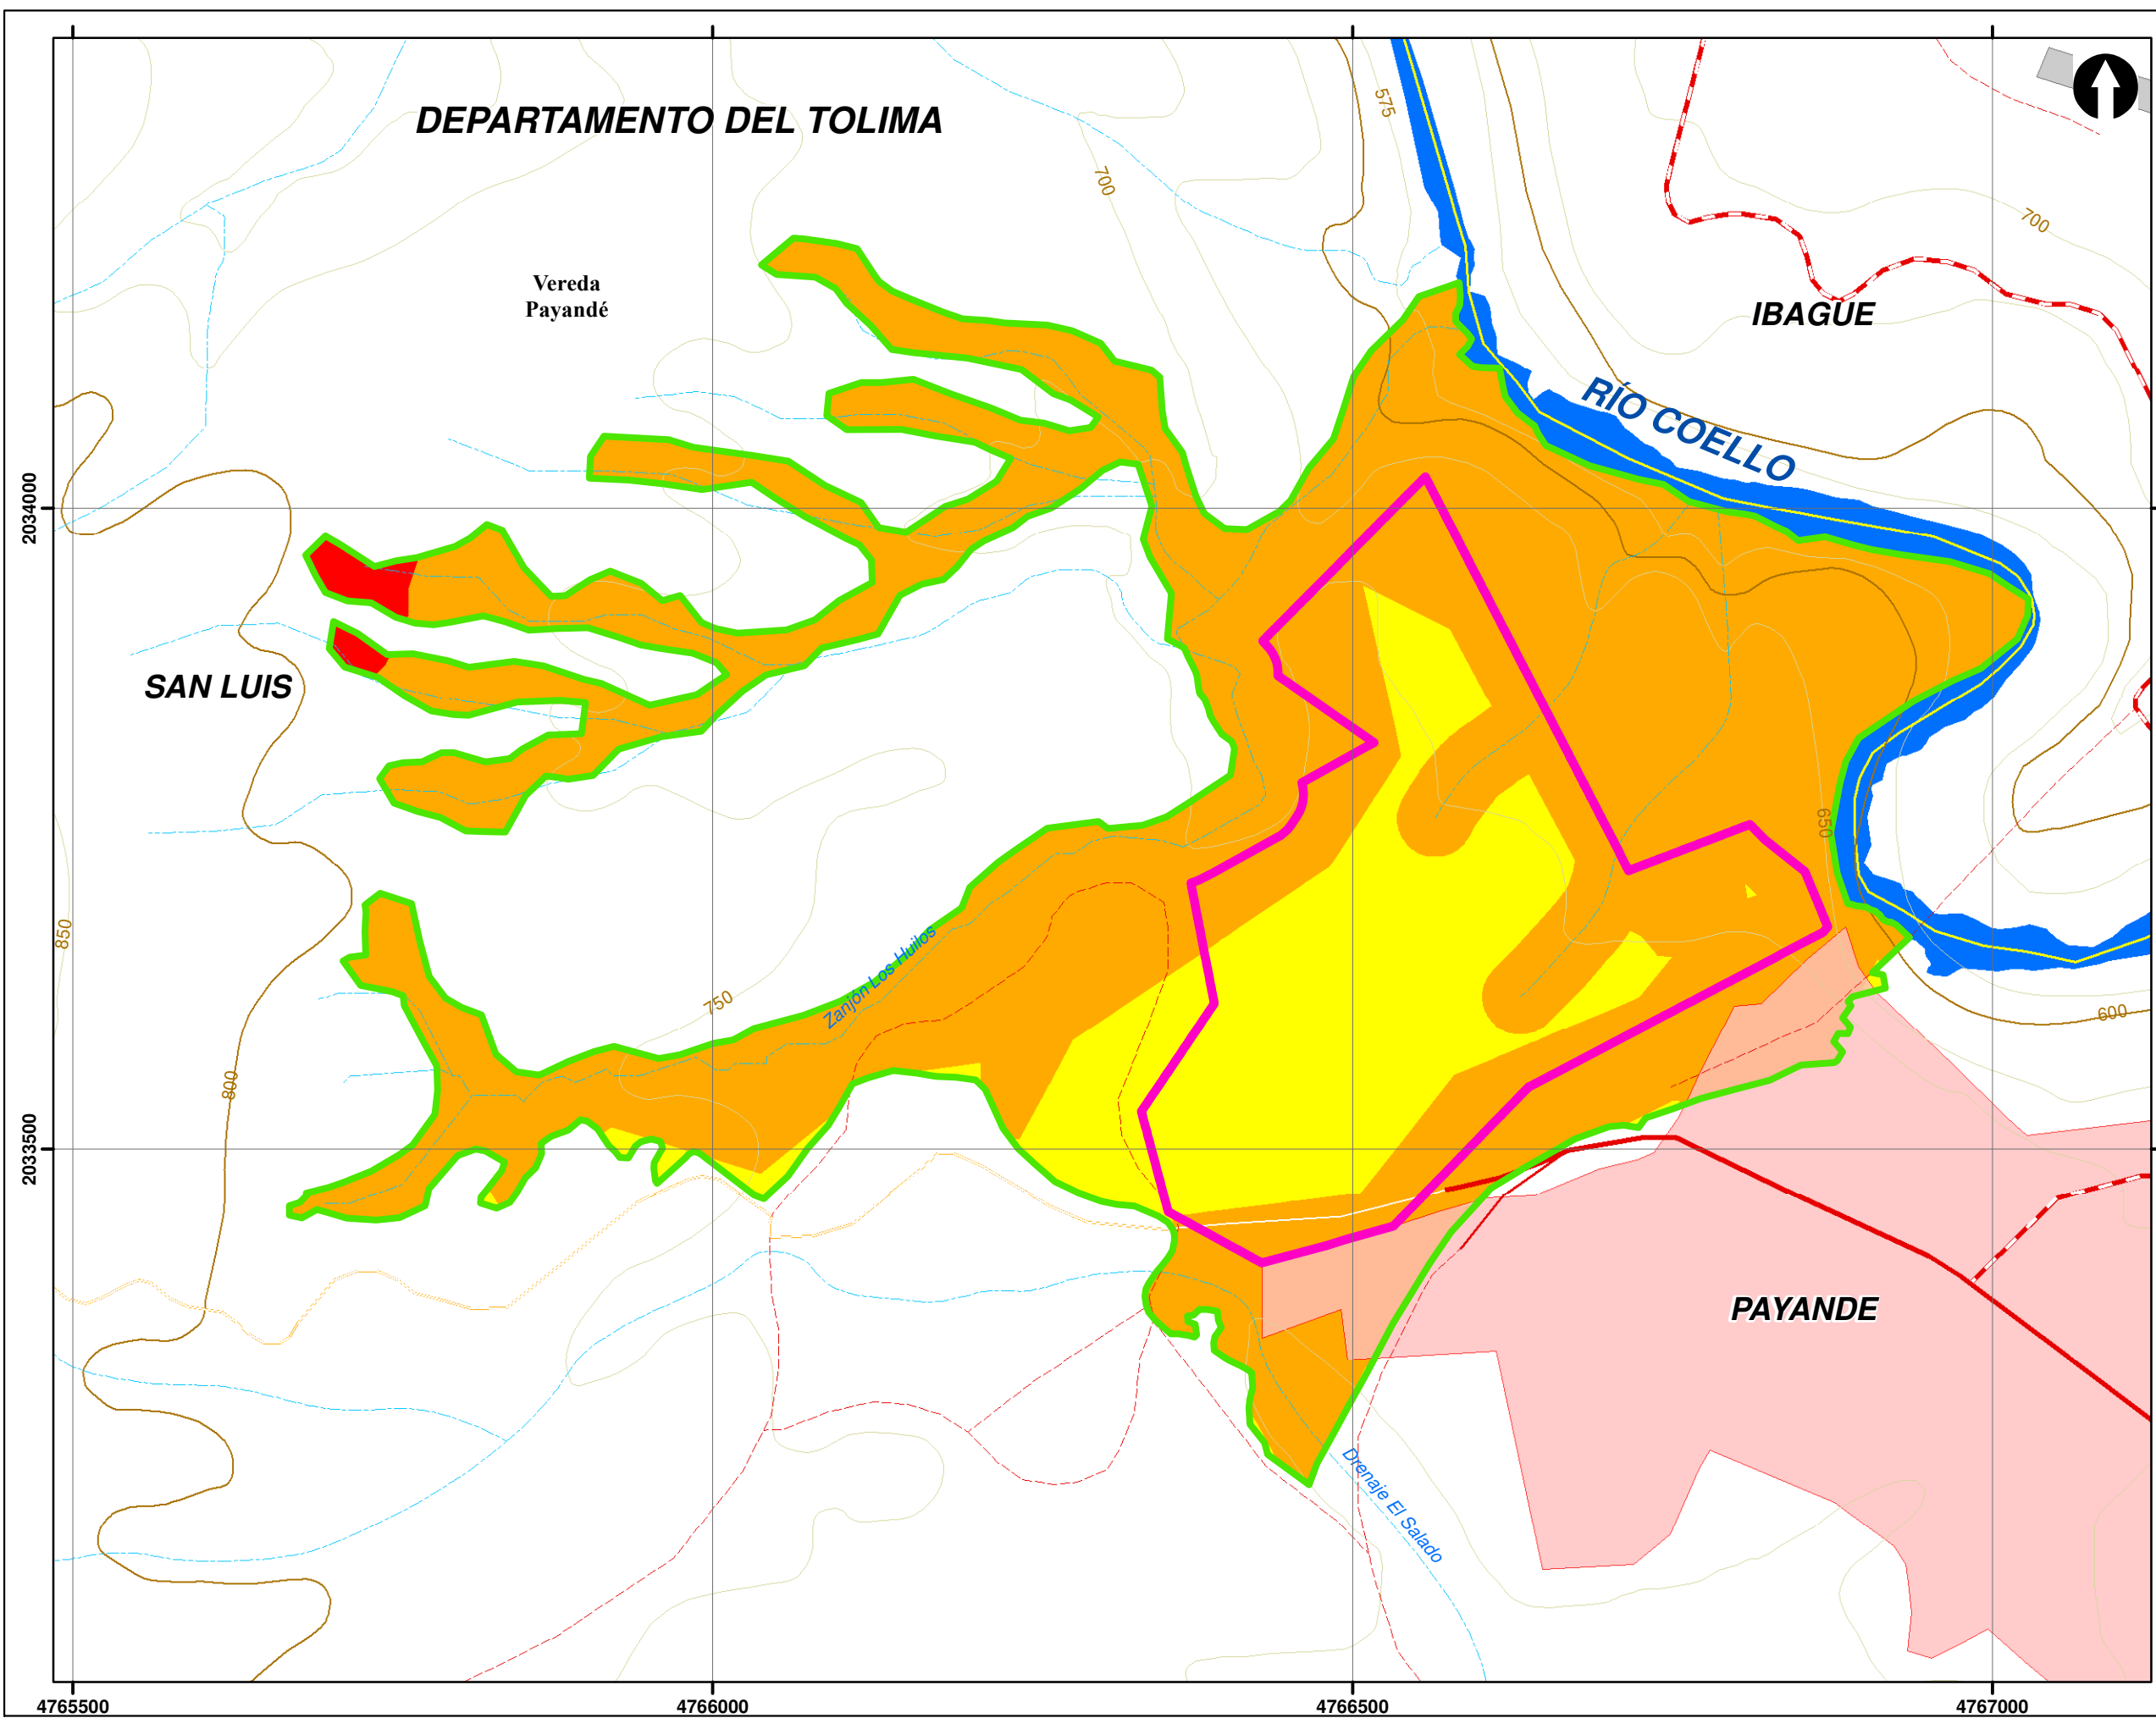 DEPARTAMENTO DEL TOLIMA
575
700
700
Vereda
Payandé
IBAGUE
RÍO COELLO
2034000
SAN LUIS
650
850
Zanjón Los Huilos
750
600
800
2033500
PAYANDE
Drenaje El Salado
4765500
4766000
4766500
4767000